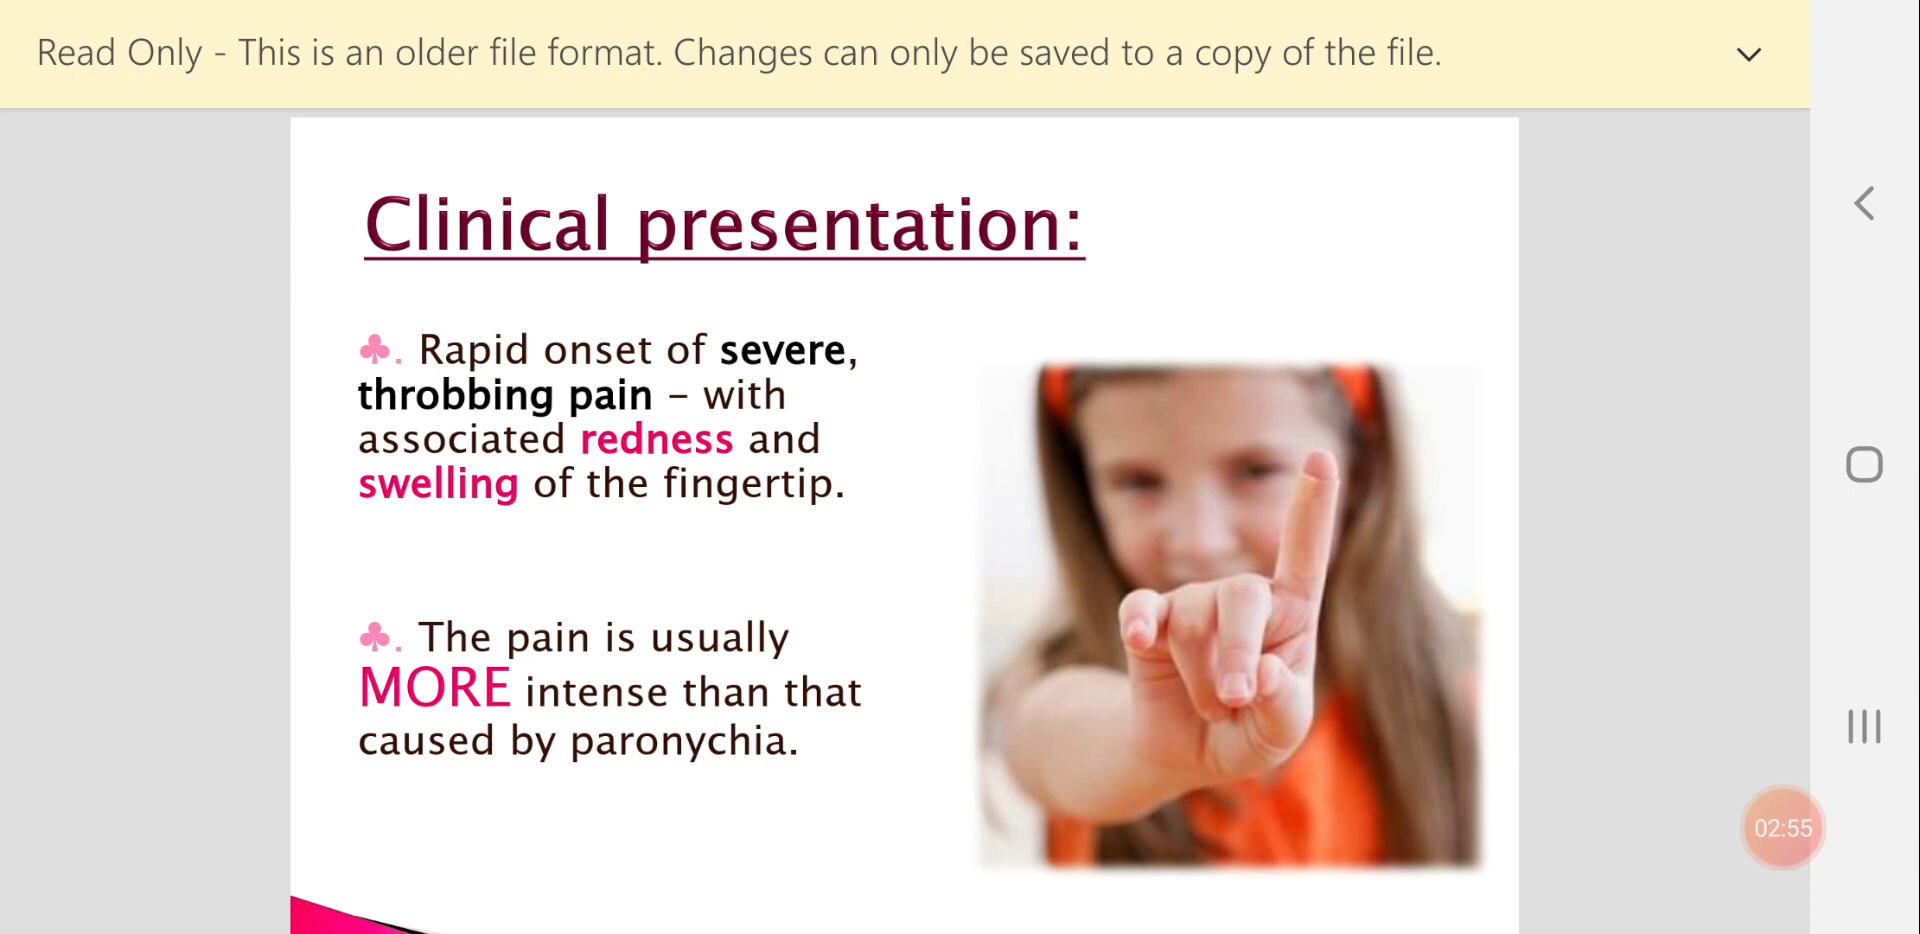 Read Only - This is an older file format. Changes can only be saved to a copy of the file.
Clinical presentation:
♣. Rapid onset of severe,
throbbing pain – with
associated redness and
swelling of the fingertip.
♣. The pain is usually
MORE intense than that
caused by paronychia.
02:55